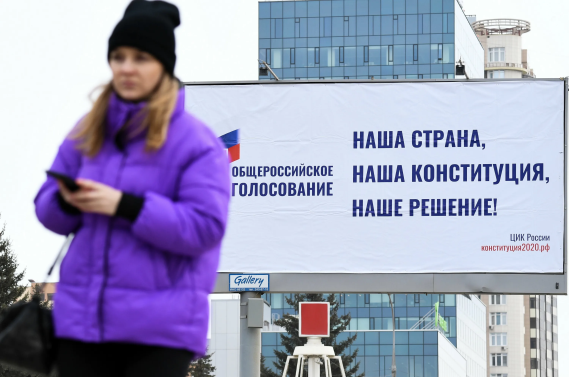 ОБЩЕРОССИЙСКОЕ
ГОЛОСОВАНИЕ
НАША СТРАНА,
НАША КОНСТИТУЦИЯ,
НАШЕ РЕШЕНИЕ!
ЦИК России
конституция2020.рф
Gallery